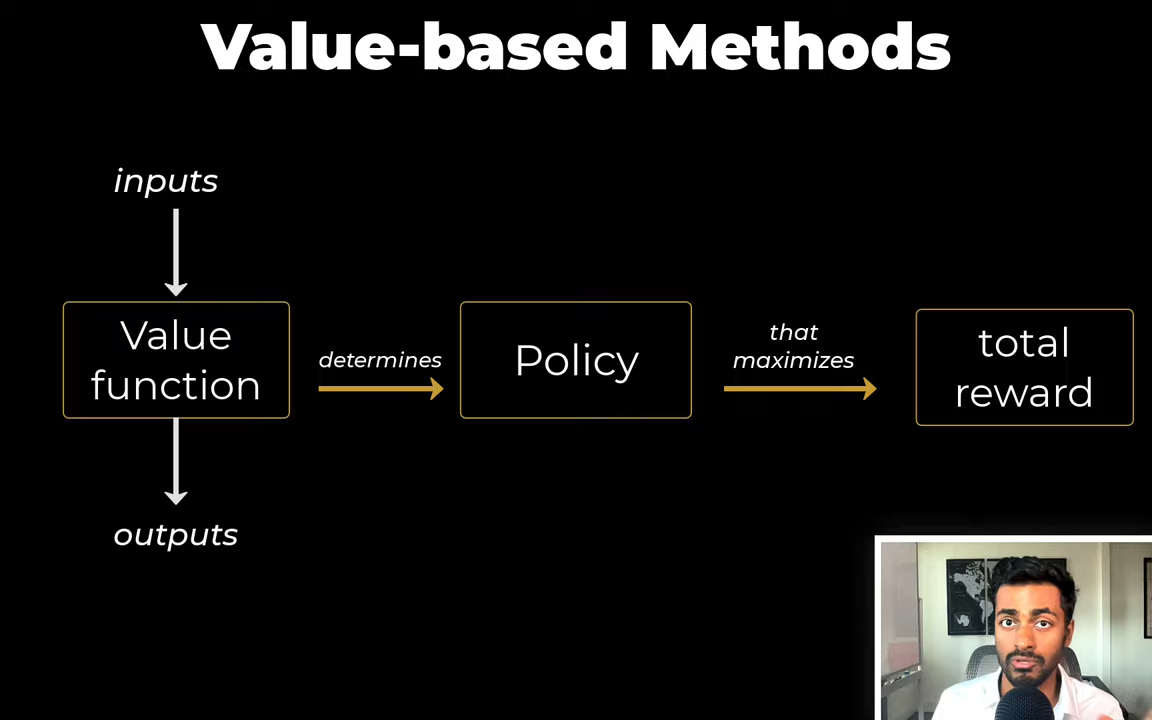 Value-based Methods
inputs
Value
function
determines
Policy
that
maximizes
total
reward
outputs